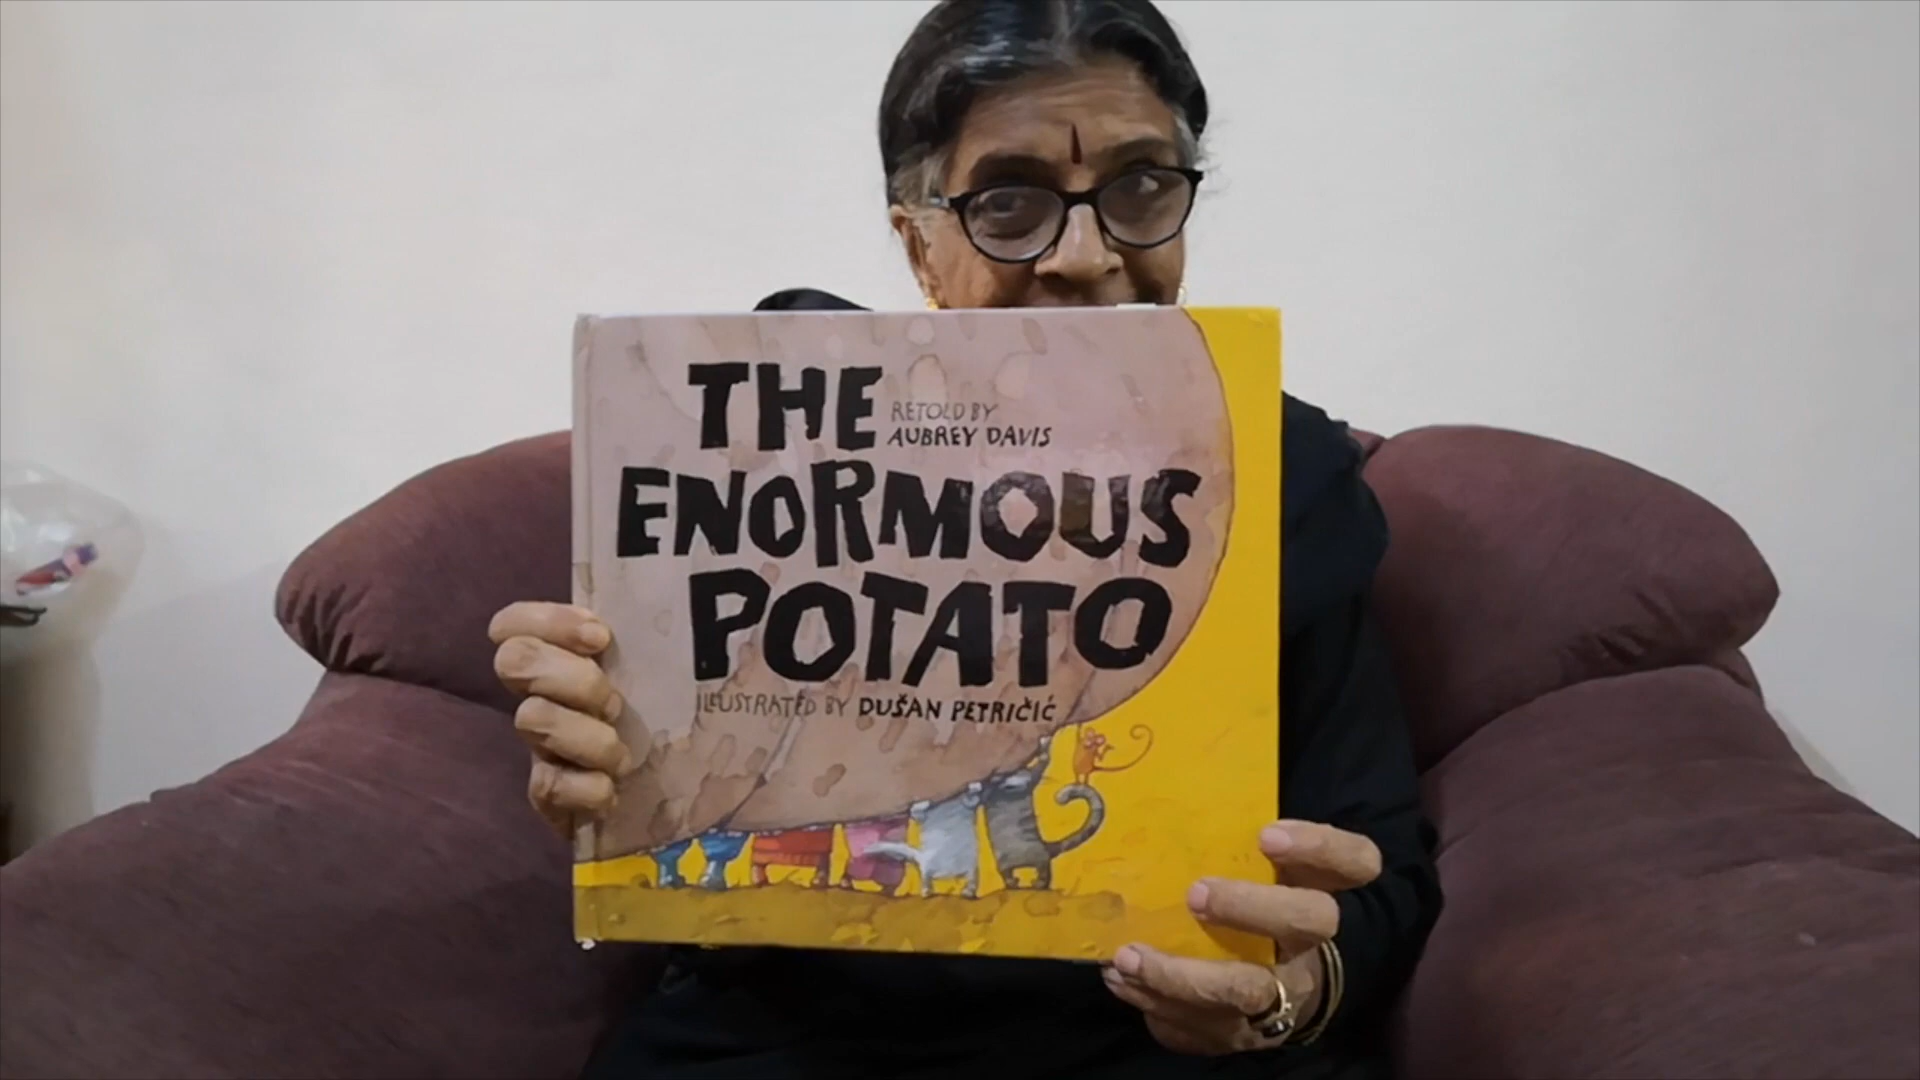 THE
RETOLD BY
AUBREY DAVIS
ENORMOUS
POTATO
ILLUSTRATED BY DUŠAN PETRIČIĆ